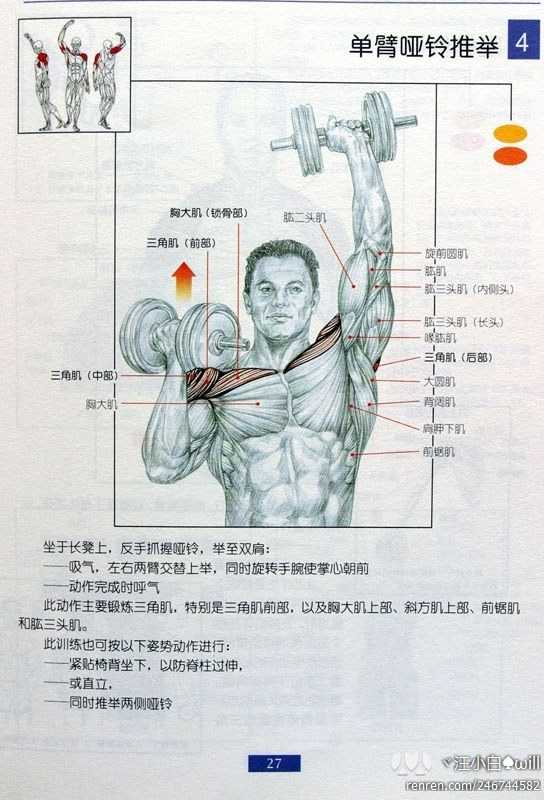 单臂哑铃推举 4
胸大肌（锁骨部）
肱二头肌
三角肌（前部）
旋前圆肌
肱肌
肱三头肌（内侧头）
肱三头肌（长头）
喙肱肌
三角肌（后部）
三角肌（中部）
大圆肌
胸大肌
背阔肌
肩胛下肌
前锯肌
坐于长凳上，反手抓握哑铃，举至双肩：
——吸气，左右两臂交替上举，同时旋转手腕使掌心朝前
——动作完成时呼气
此动作主要锻炼三角肌，特别是三角肌前部，以及胸大肌上部、斜方肌上部、前锯肌
和肱三头肌。
此训练也可按以下姿势动作进行：
——紧贴椅背坐下，以防脊柱过伸，
——或直立，
——同时推举两侧哑铃
27
ヾ汪小白♠will
renren.com/246744582